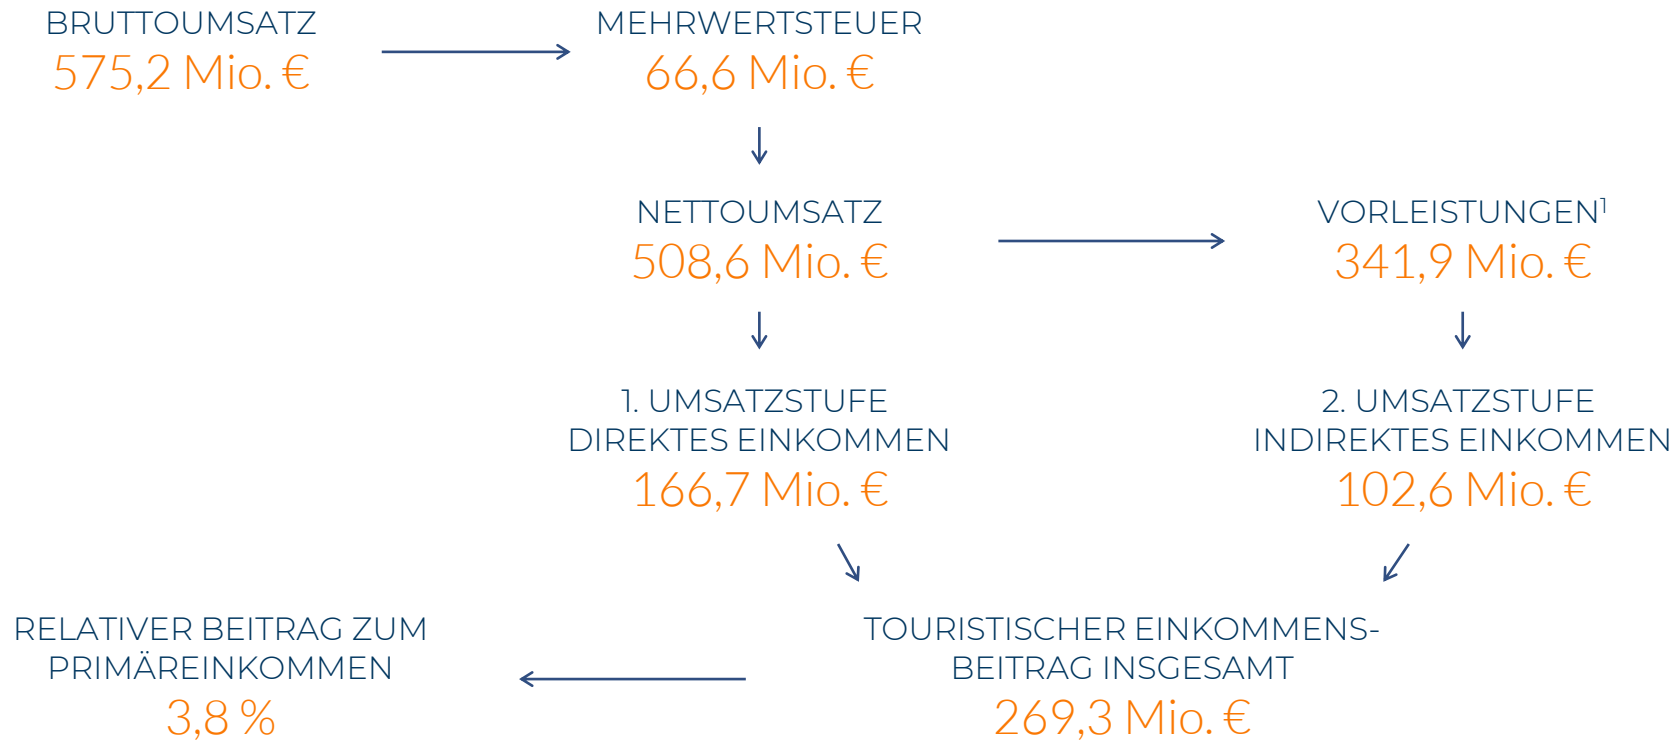 BRUTTOUMSATZ
575,2 Mio. €
MEHRWERTSTEUER
66,6 Mio. €
NETTOUMSATZ
508,6 Mio. €
VORLEISTUNGEN¹
341,9 Mio. €
1. UMSATZSTUFE
DIREKTES EINKOMMEN
166,7 Mio. €
2. UMSATZSTUFE
INDIREKTES EINKOMMEN
102,6 Mio. €
RELATIVER BEITRAG ZUM
PRIMÄREINKOMMEN
3,8 %
TOURISTISCHER EINKOMMENS-
BEITRAG INSGESAMT
269,3 Mio. €